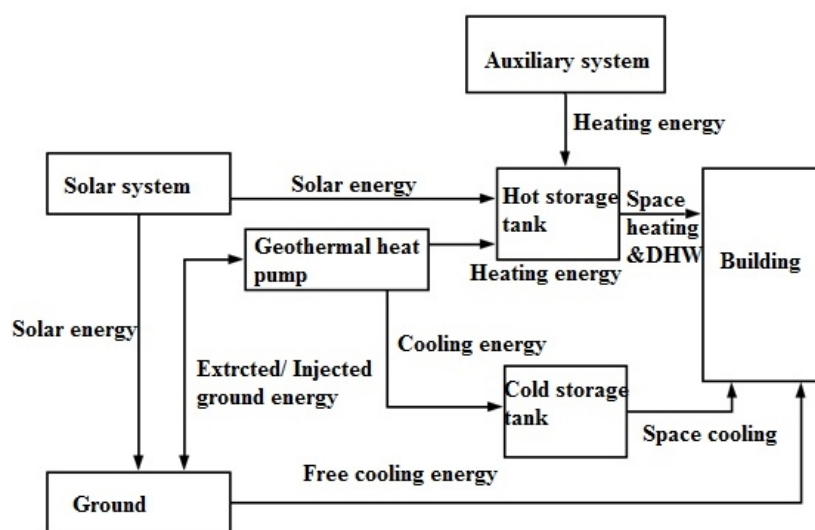 Auxiliary system
Heating energy
Solar system
Solar energy
Hot storage
tank
Space
heating
&DHW
Building
Geothermal heat
pump
Heating energy
Solar energy
Cooling energy
Extrcted/ Injected
ground energy
Cold storage
tank
Space cooling
Free cooling energy
Ground